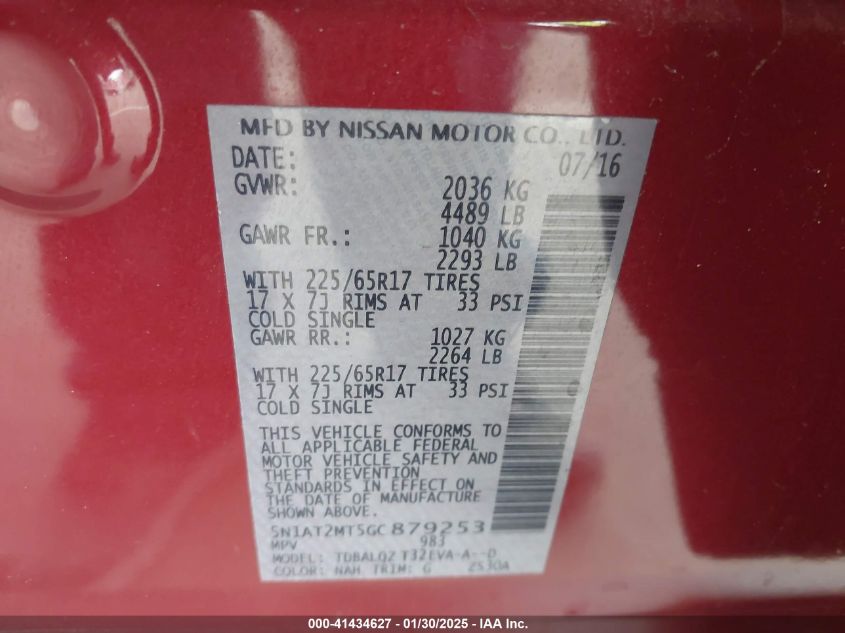 MFD BY NISSAN MOTOR CO., LTD.
DATE: 07/16
GVWR: 2036 KG
4489 LB
GAWR FR.: 1040 KG
2293 LB
WITH 225/65R17 TIRES
17 X 7J RIMS AT 33 PSI
COLD SINGLE
GAWR RR.: 1027 KG
2264 LB
WITH 225/65R17 TIRES
17 X 7J RIMS AT 33 PSI
COLD SINGLE
THIS VEHICLE CONFORMS TO
ALL APPLICABLE FEDERAL
MOTOR VEHICLE SAFETY AND
THEFT PREVENTION
STANDARDS IN EFFECT ON
THE DATE OF MANUFACTURE
SHOWN ABOVE.
5N1AT2MT5GC879253
MPV 983
MODEL: TDBALQZ T32EVA-A--D
COLOR: NAH TRIM: G 2530A
000-41434627 - 01/30/2025 - IAA Inc.